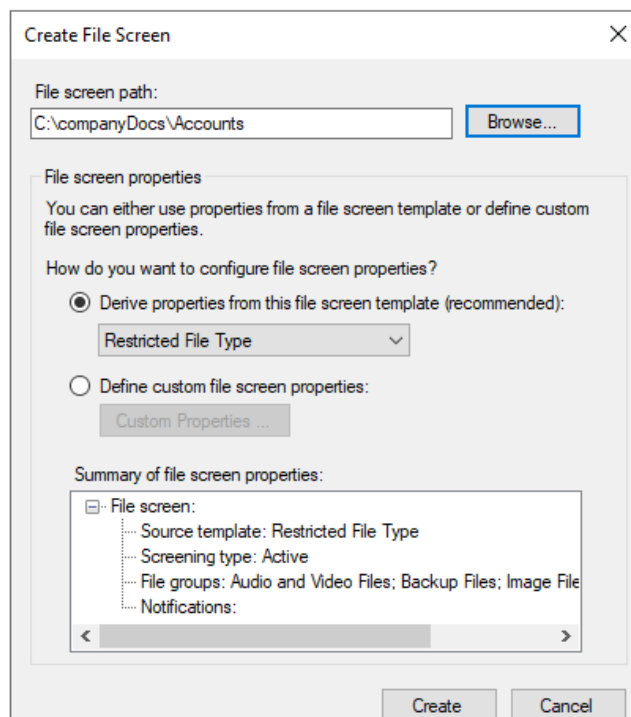 Create File Screen
File screen path:
C:\companyDocs\Accounts
Browse...
File screen properties
You can either use properties from a file screen template or define custom
file screen properties.
How do you want to configure file screen properties?
Derive properties from this file screen template (recommended):
Restricted File Type
Define custom file screen properties:
Custom Properties ...
Summary of file screen properties:
File screen:
Source template: Restricted File Type
Screening type: Active
File groups: Audio and Video Files; Backup Files; Image File
Notifications:
Create
Cancel